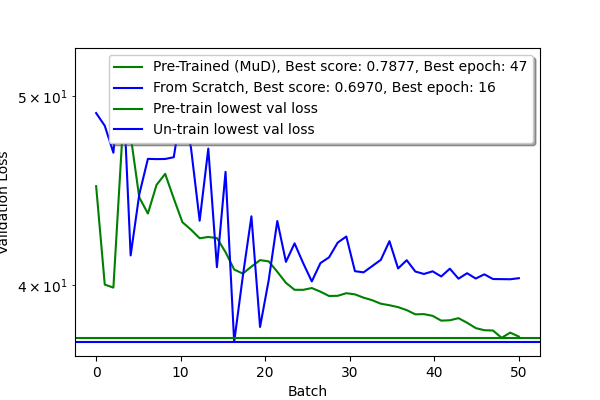 Pre-Trained (MuD), Best score: 0.7877, Best epoch: 47
From Scratch, Best score: 0.6970, Best epoch: 16
Pre-train lowest val loss
Un-train lowest val loss
5 × 10¹
4 × 10¹
Validation Loss
0 10 20 30 40 50
Batch